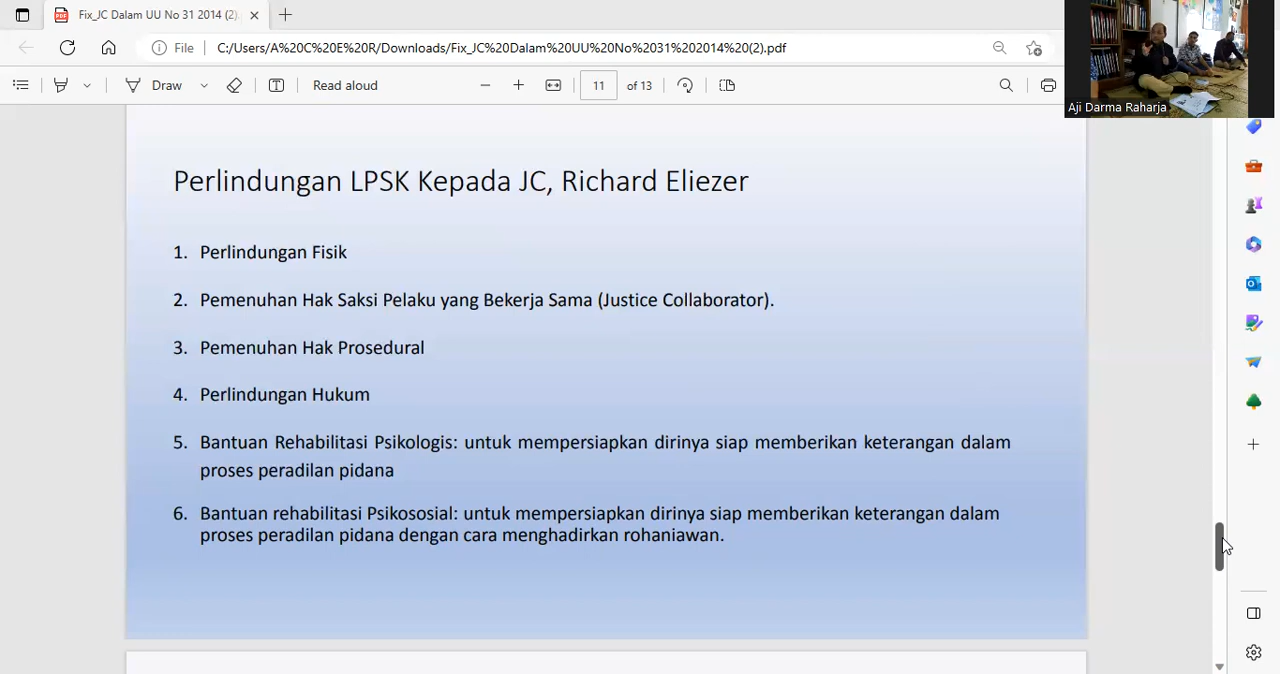 Fix_JC Dalam UU No 31 2014 (2).
File
C:/Users/A%20C%20E%20R/Downloads/Fix_JC%20Dalam%20UU%20No%2031%202014%20(2).pdf
Draw
Read aloud
11 of 13
Aji Darma Raharja
Perlindungan LPSK Kepada JC, Richard Eliezer
1. Perlindungan Fisik
2. Pemenuhan Hak Saksi Pelaku yang Bekerja Sama (Justice Collaborator).
3. Pemenuhan Hak Prosedural
4. Perlindungan Hukum
5. Bantuan Rehabilitasi Psikologis: untuk mempersiapkan dirinya siap memberikan keterangan dalam
proses peradilan pidana
6. Bantuan rehabilitasi Psikososial: untuk mempersiapkan dirinya siap memberikan keterangan dalam
proses peradilan pidana dengan cara menghadirkan rohaniawan.